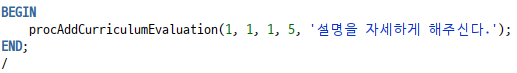 BEGIN
procAddCurriculumEvaluation(1, 1, 1, 5, '설명을 자세하게 해주신다.');
END;
/